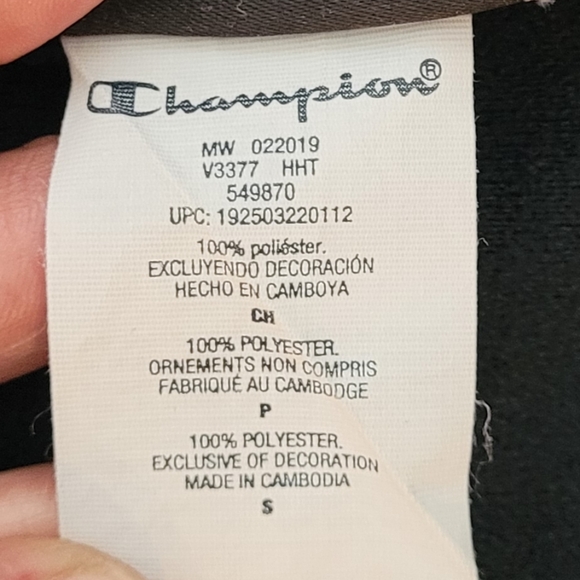 Champion®
MW 022019
V3377 HHT
549870
UPC: 192503220112
100% poliéster.
EXCLUYENDO DECORACIÓN
HECHO EN CAMBOYA
CH
100% POLYESTER.
ORNEMENTS NON COMPRIS
FABRIQUÉ AU CAMBODGE
P
100% POLYESTER.
EXCLUSIVE OF DECORATION
MADE IN CAMBODIA
S